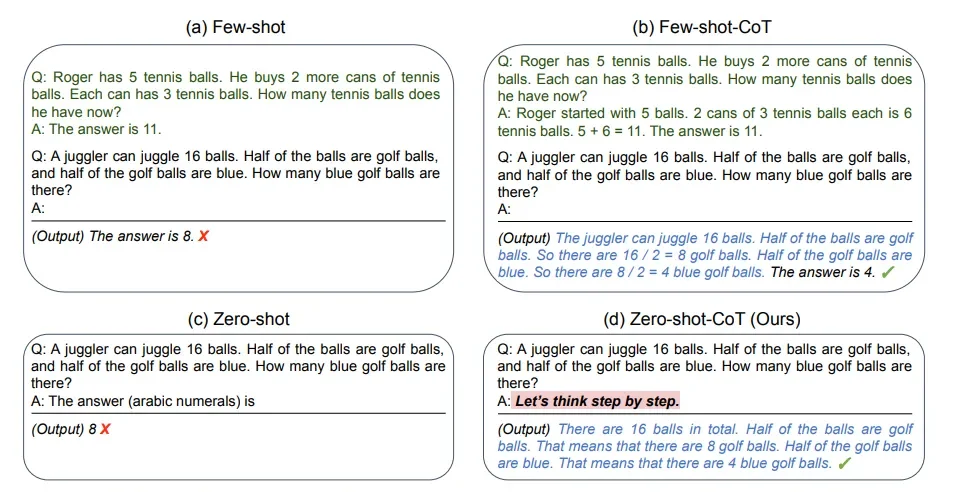 (a) Few-shot
Q: Roger has 5 tennis balls. He buys 2 more cans of tennis
balls. Each can has 3 tennis balls. How many tennis balls does
he have now?
A: The answer is 11.
Q: A juggler can juggle 16 balls. Half of the balls are golf balls,
and half of the golf balls are blue. How many blue golf balls are
there?
A:
(Output) The answer is 8. ✗
(b) Few-shot-CoT
Q: Roger has 5 tennis balls. He buys 2 more cans of tennis
balls. Each can has 3 tennis balls. How many tennis balls does
he have now?
A: Roger started with 5 balls. 2 cans of 3 tennis balls each is 6
tennis balls. 5 + 6 = 11. The answer is 11.
Q: A juggler can juggle 16 balls. Half of the balls are golf balls,
and half of the golf balls are blue. How many blue golf balls are
there?
A:
(Output) The juggler can juggle 16 balls. Half of the balls are golf
balls. So there are 16 / 2 = 8 golf balls. Half of the golf balls are
blue. So there are 8 / 2 = 4 blue golf balls. The answer is 4. ✓
(c) Zero-shot
Q: A juggler can juggle 16 balls. Half of the balls are golf balls,
and half of the golf balls are blue. How many blue golf balls are
there?
A: The answer (arabic numerals) is
(Output) 8 ✗
(d) Zero-shot-CoT (Ours)
Q: A juggler can juggle 16 balls. Half of the balls are golf balls,
and half of the golf balls are blue. How many blue golf balls are
there?
A: Let's think step by step.
(Output) There are 16 balls in total. Half of the balls are golf
balls. That means that there are 8 golf balls. Half of the golf balls
are blue. That means that there are 4 blue golf balls. ✓